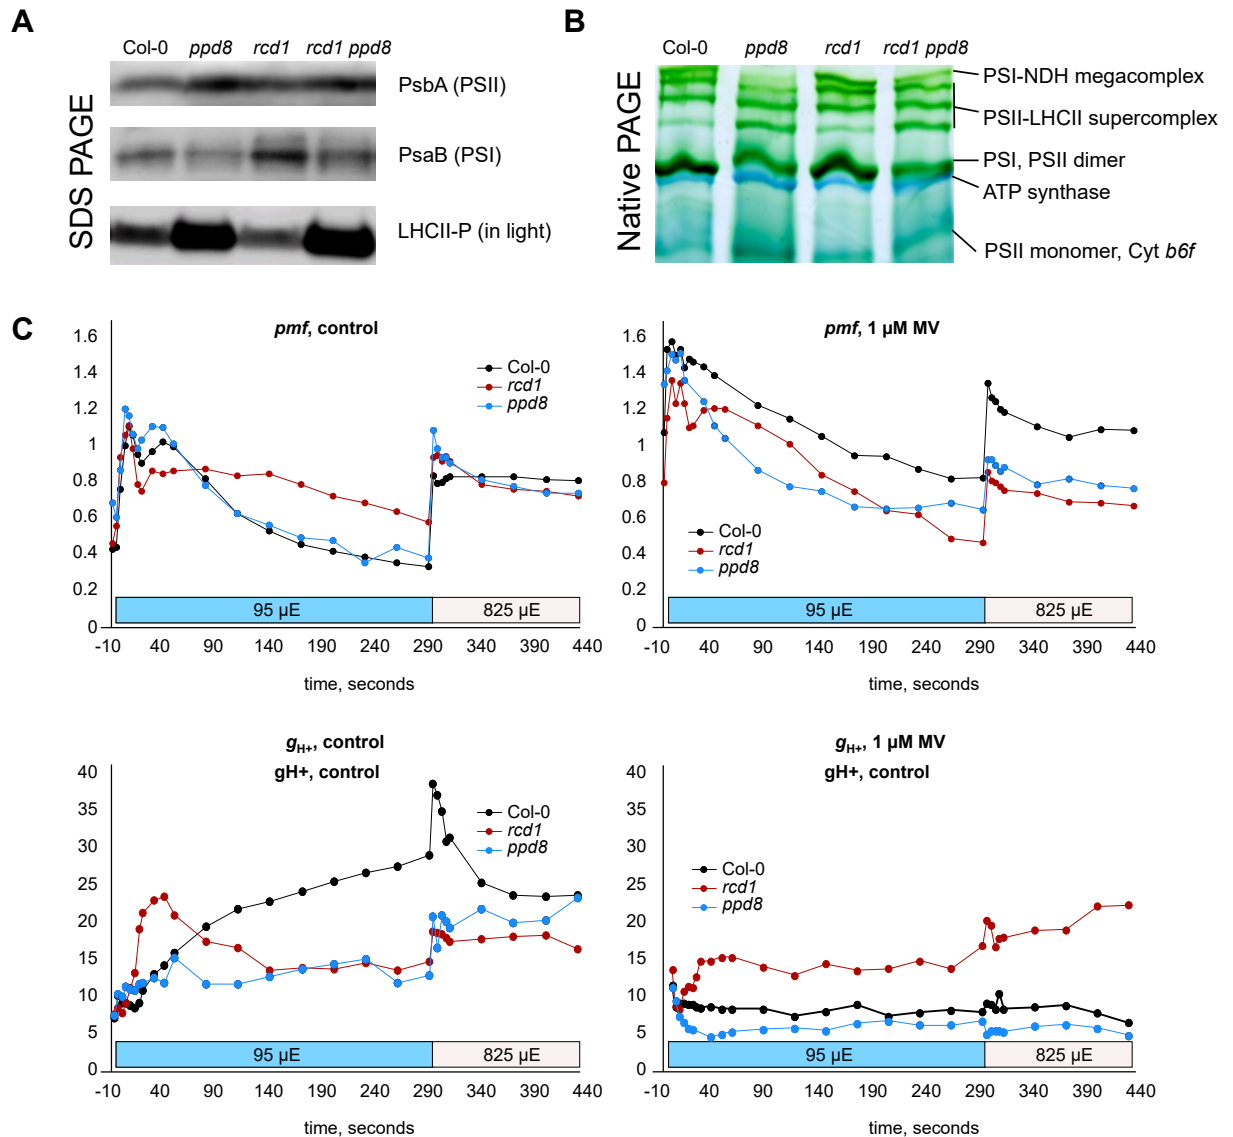 A
Col-0 ppd8 rcd1 rcd1 ppd8
SDS PAGE
PsbA (PSII)
PsaB (PSI)
LHCII-P (in light)
B
Col-0 ppd8 rcd1 rcd1 ppd8
Native PAGE
PSI-NDH megacomplex
PSII-LHCII supercomplex
PSI, PSII dimer
ATP synthase
PSII monomer, Cyt b6f
C
pmf, control
1.6
1.4
1.2
1
0.8
0.6
0.4
0.2
0
Col-0
rcd1
ppd8
95 µE 825 µE
-10 40 90 140 190 240 290 340 390 440
time, seconds
pmf, 1 µM MV
1.6
1.4
1.2
1
0.8
0.6
0.4
0.2
0
Col-0
rcd1
ppd8
95 µE 825 µE
-10 40 90 140 190 240 290 340 390 440
time, seconds
gH+, control
gH+, control
40
35
30
25
20
15
10
5
0
Col-0
rcd1
ppd8
95 µE 825 µE
-10 40 90 140 190 240 290 340 390 440
time, seconds
gH+, 1 µM MV
gH+, control
40
35
30
25
20
15
10
5
0
Col-0
rcd1
ppd8
95 µE 825 µE
-10 40 90 140 190 240 290 340 390 440
time, seconds